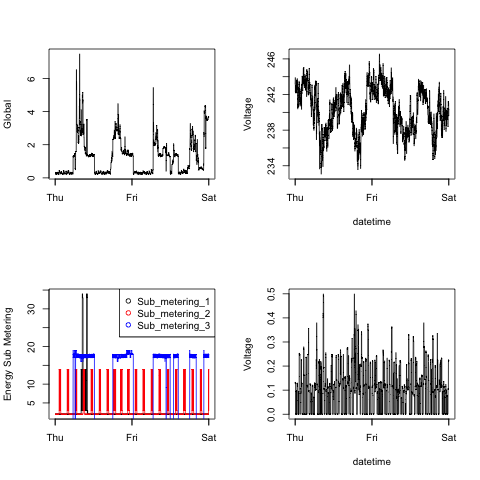 Global
0
2
4
6
Thu
Fri
Sat
Voltage
234
238
242
246
Thu
Fri
Sat
datetime
Energy Sub Metering
5
10
20
30
Sub_metering_1
Sub_metering_2
Sub_metering_3
Thu
Fri
Sat
Voltage
0.0
0.1
0.2
0.3
0.4
0.5
Thu
Fri
Sat
datetime